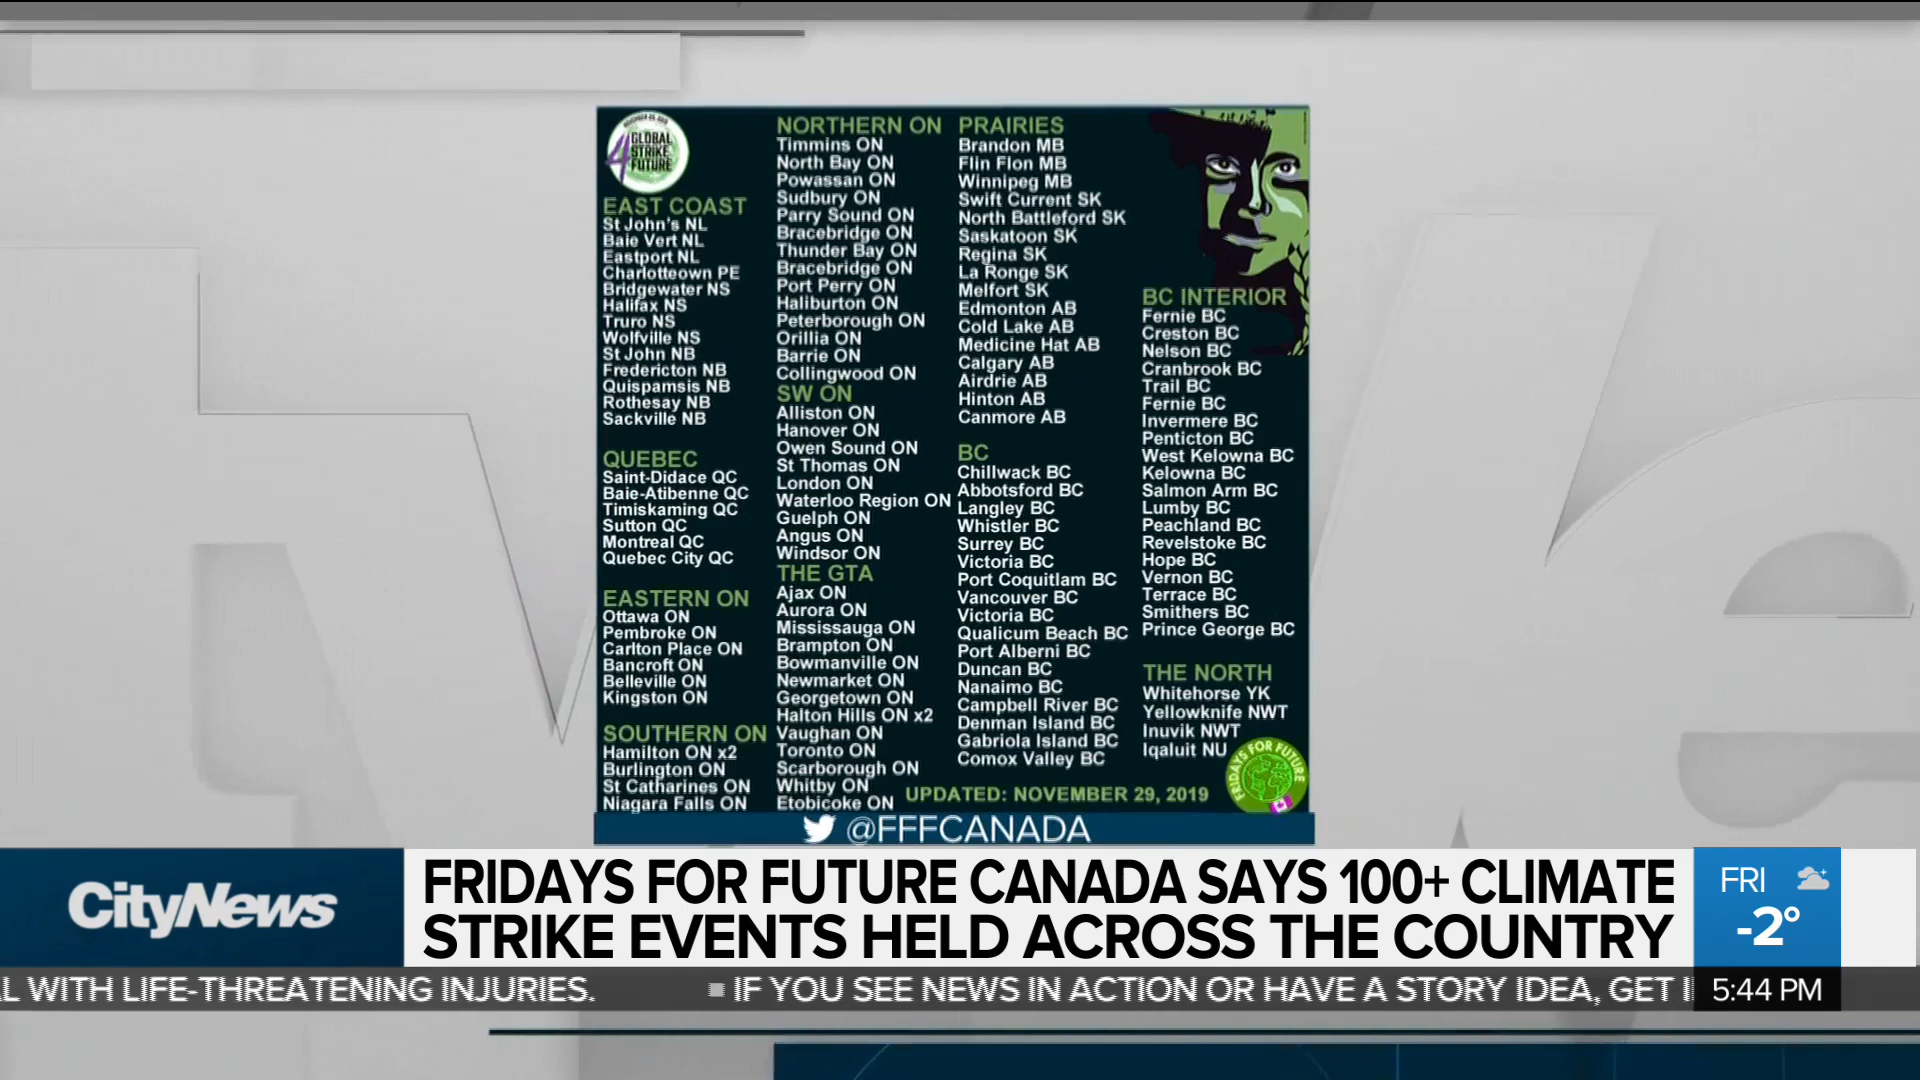 NOVEMBER 29, 2019
4 GLOBAL
STRIKE
FUTURE
EAST COAST
St John's NL
Baie Vert NL
Eastport NL
Charlotteown PE
Bridgewater NS
Halifax NS
Truro NS
Wolfville NS
St John NB
Fredericton NB
Quispamsis NB
Rothesay NB
Sackville NB
QUEBEC
Saint-Didace QC
Baie-Atibenne QC
Timiskaming QC
Sutton QC
Montreal QC
Quebec City QC
EASTERN ON
Ottawa ON
Pembroke ON
Carlton Place ON
Bancroft ON
Belleville ON
Kingston ON
SOUTHERN ON
Hamilton ON x2
Burlington ON
St Catharines ON
Niagara Falls ON
NORTHERN ON
Timmins ON
North Bay ON
Powassan ON
Sudbury ON
Parry Sound ON
Bracebridge ON
Thunder Bay ON
Bracebridge ON
Port Perry ON
Haliburton ON
Peterborough ON
Orillia ON
Barrie ON
Collingwood ON
SW ON
Alliston ON
Hanover ON
Owen Sound ON
St Thomas ON
London ON
Waterloo Region ON
Guelph ON
Angus ON
Windsor ON
THE GTA
Ajax ON
Aurora ON
Mississauga ON
Brampton ON
Bowmanville ON
Newmarket ON
Georgetown ON
Halton Hills ON x2
Vaughan ON
Toronto ON
Scarborough ON
Whitby ON
Etobicoke ON
PRAIRIES
Brandon MB
Flin Flon MB
Winnipeg MB
Swift Current SK
North Battleford SK
Saskatoon SK
Regina SK
La Ronge SK
Melfort SK
Edmonton AB
Cold Lake AB
Medicine Hat AB
Calgary AB
Airdrie AB
Hinton AB
Canmore AB
BC
Chillwack BC
Abbotsford BC
Langley BC
Whistler BC
Surrey BC
Victoria BC
Port Coquitlam BC
Vancouver BC
Victoria BC
Qualicum Beach BC
Port Alberni BC
Duncan BC
Nanaimo BC
Campbell River BC
Denman Island BC
Gabriola Island BC
Comox Valley BC
BC INTERIOR
Fernie BC
Creston BC
Nelson BC
Cranbrook BC
Trail BC
Fernie BC
Invermere BC
Penticton BC
West Kelowna BC
Kelowna BC
Salmon Arm BC
Lumby BC
Peachland BC
Revelstoke BC
Hope BC
Vernon BC
Terrace BC
Smithers BC
Prince George BC
THE NORTH
Whitehorse YK
Yellowknife NWT
Inuvik NWT
Iqaluit NU
FRIDAYS FOR FUTURE
UPDATED: NOVEMBER 29, 2019
@FFFCANADA
CityNews
FRIDAYS FOR FUTURE CANADA SAYS 100+ CLIMATE
STRIKE EVENTS HELD ACROSS THE COUNTRY
FRI
-2°
L WITH LIFE-THREATENING INJURIES. IF YOU SEE NEWS IN ACTION OR HAVE A STORY IDEA, GET I
5:44 PM